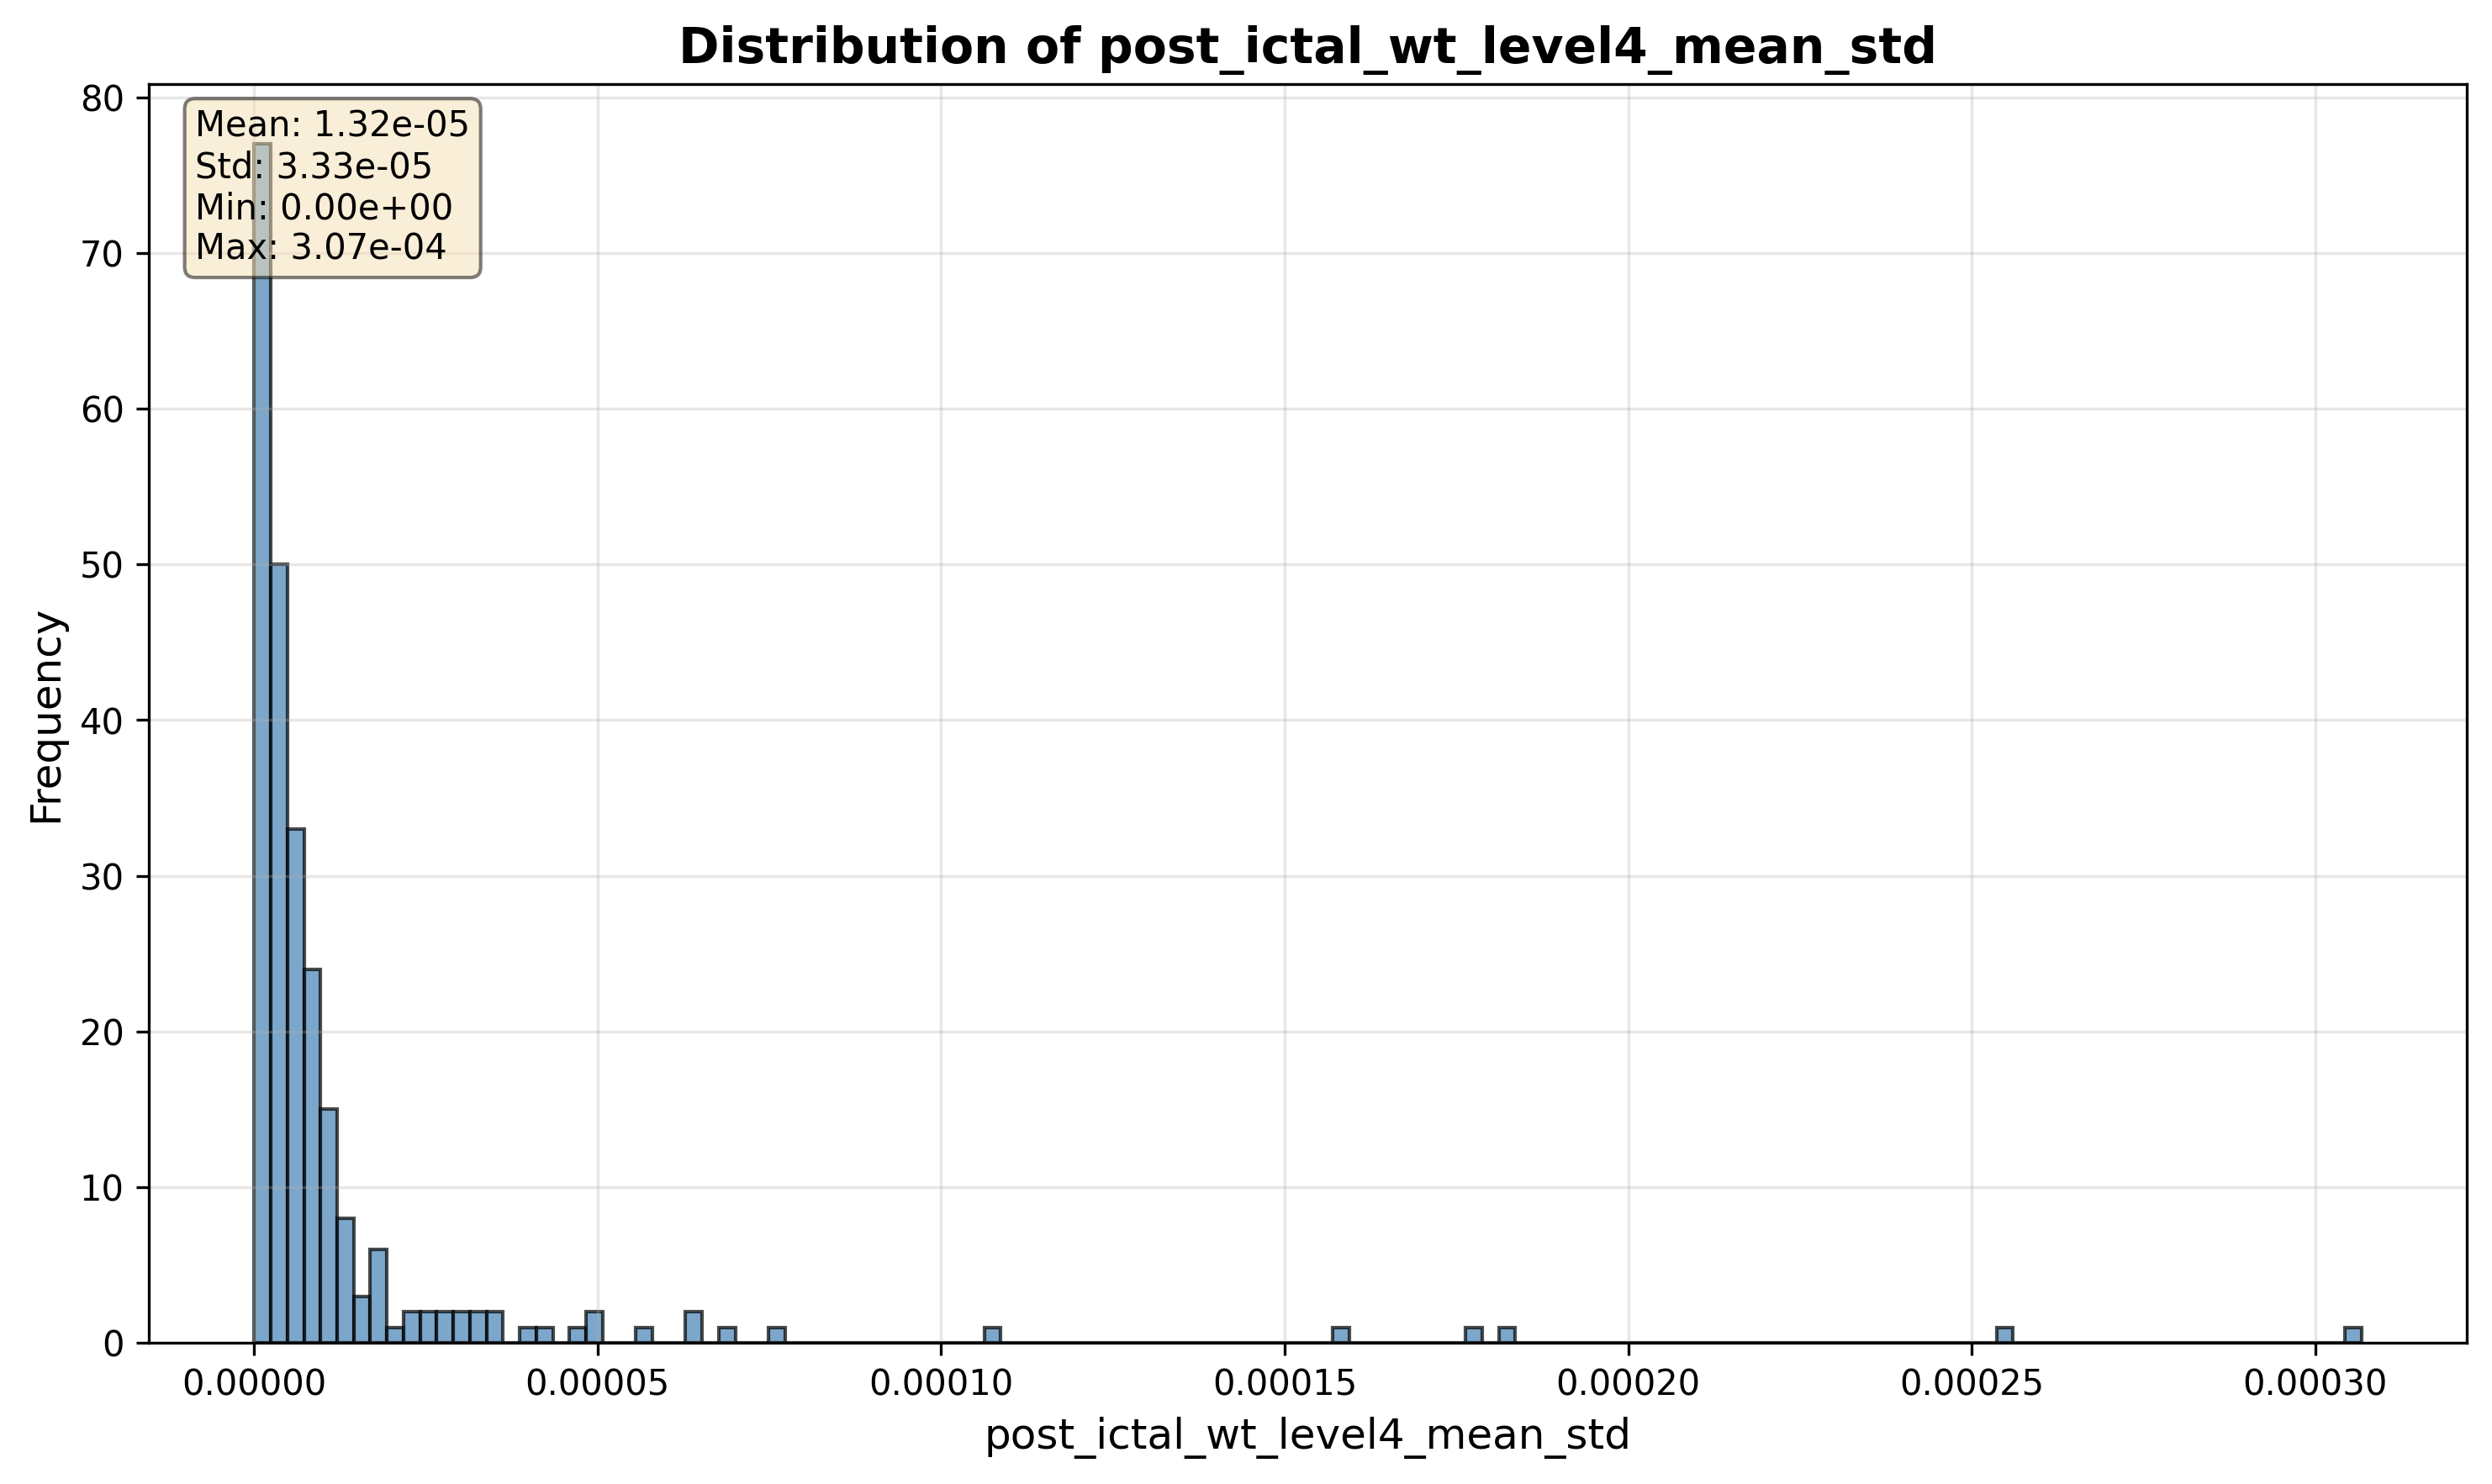 Distribution of post_ictal_wt_level4_mean_std
80
Mean: 1.32e-05
Std: 3.33e-05
Min: 0.00e+00
Max: 3.07e-04
70
60
50
40
30
20
10
0
Frequency
0.00000 0.00005 0.00010 0.00015 0.00020 0.00025 0.00030
post_ictal_wt_level4_mean_std